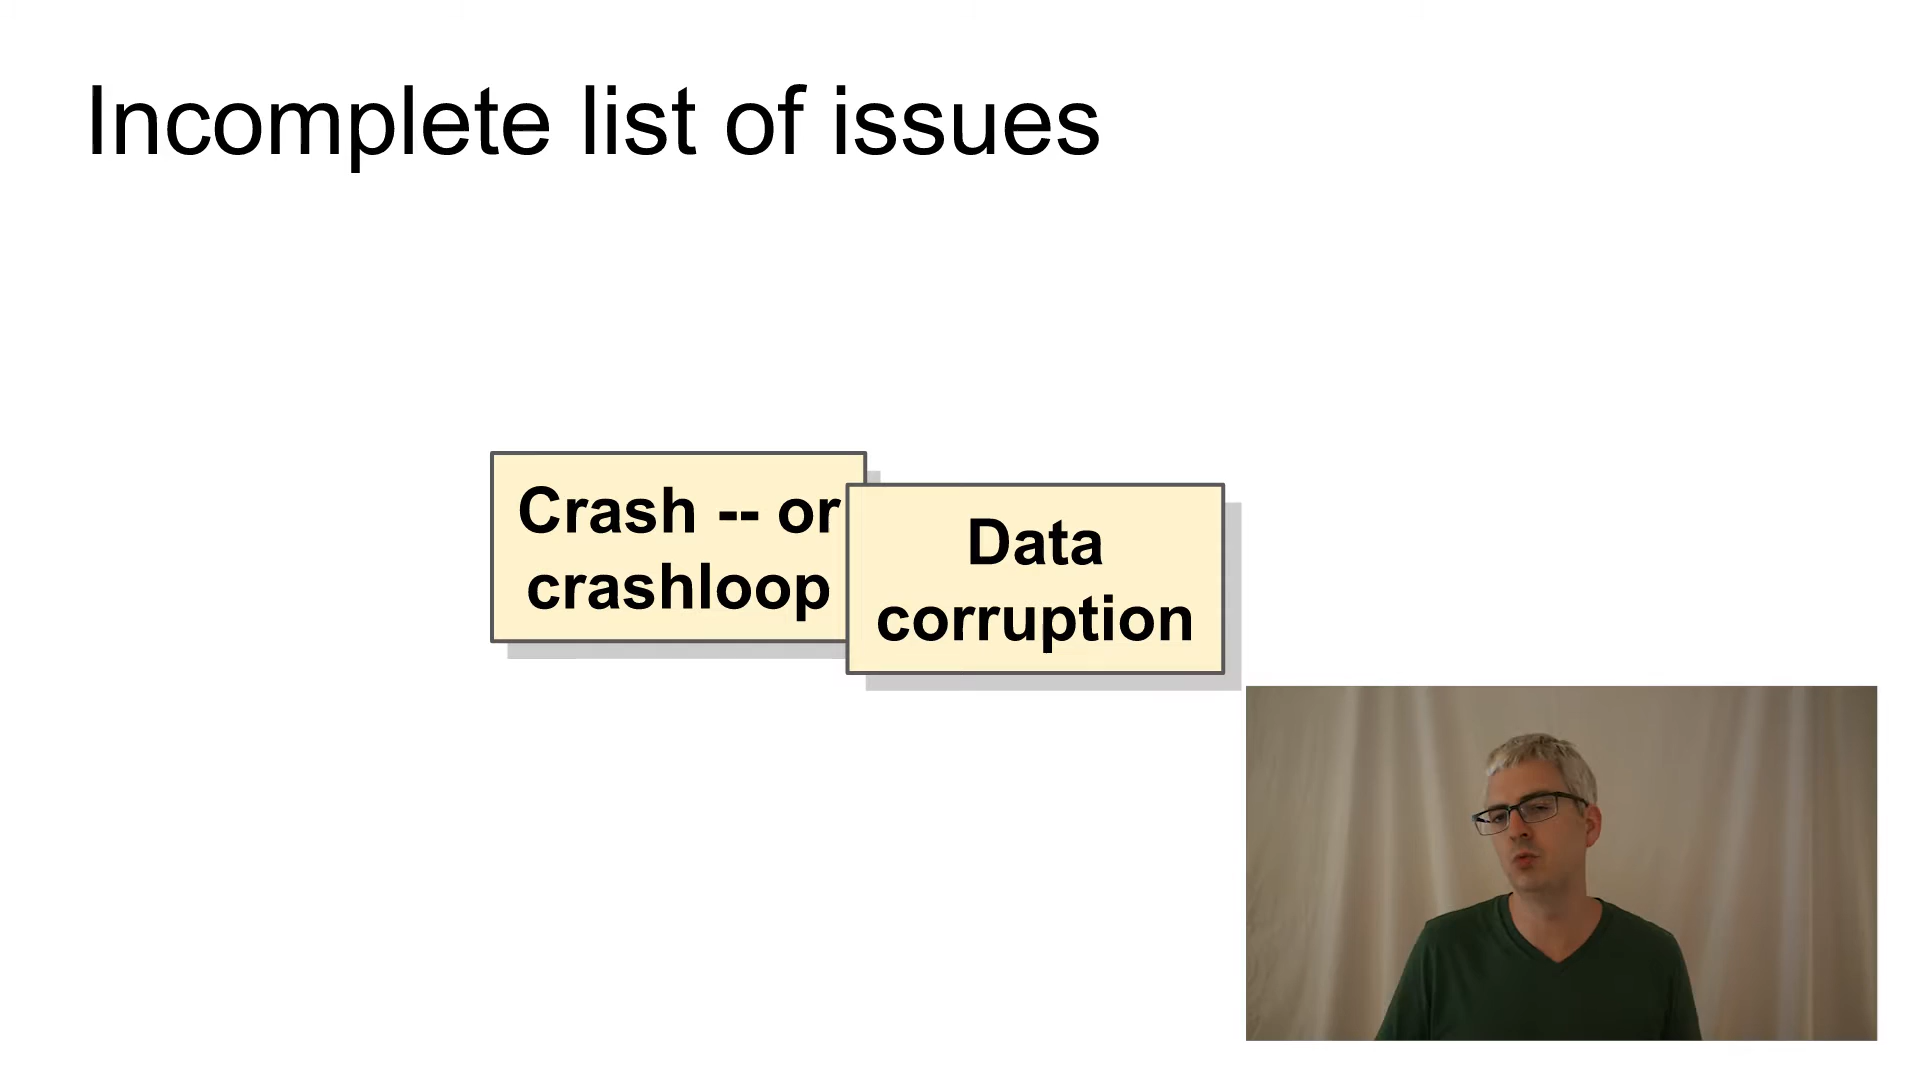 Incomplete list of issues
Crash -- or
crashloop
Data
corruption